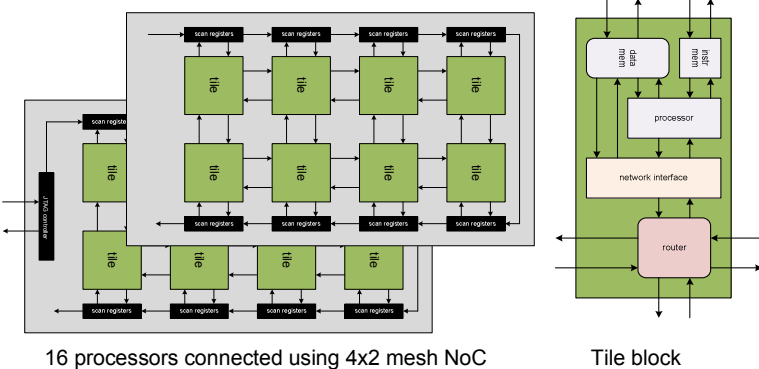 scan registers
scan registers
scan registers
scan registers
tile
tile
tile
tile
tile
tile
tile
tile
scan registers
scan registers
scan registers
scan registers
scan registe
JTAG controller
tile
tile
tile
tile
tile
scan registers
scan registers
scan registers
scan registers
16 processors connected using 4x2 mesh NoC
data
mem
instr
mem
processor
network interface
router
Tile block